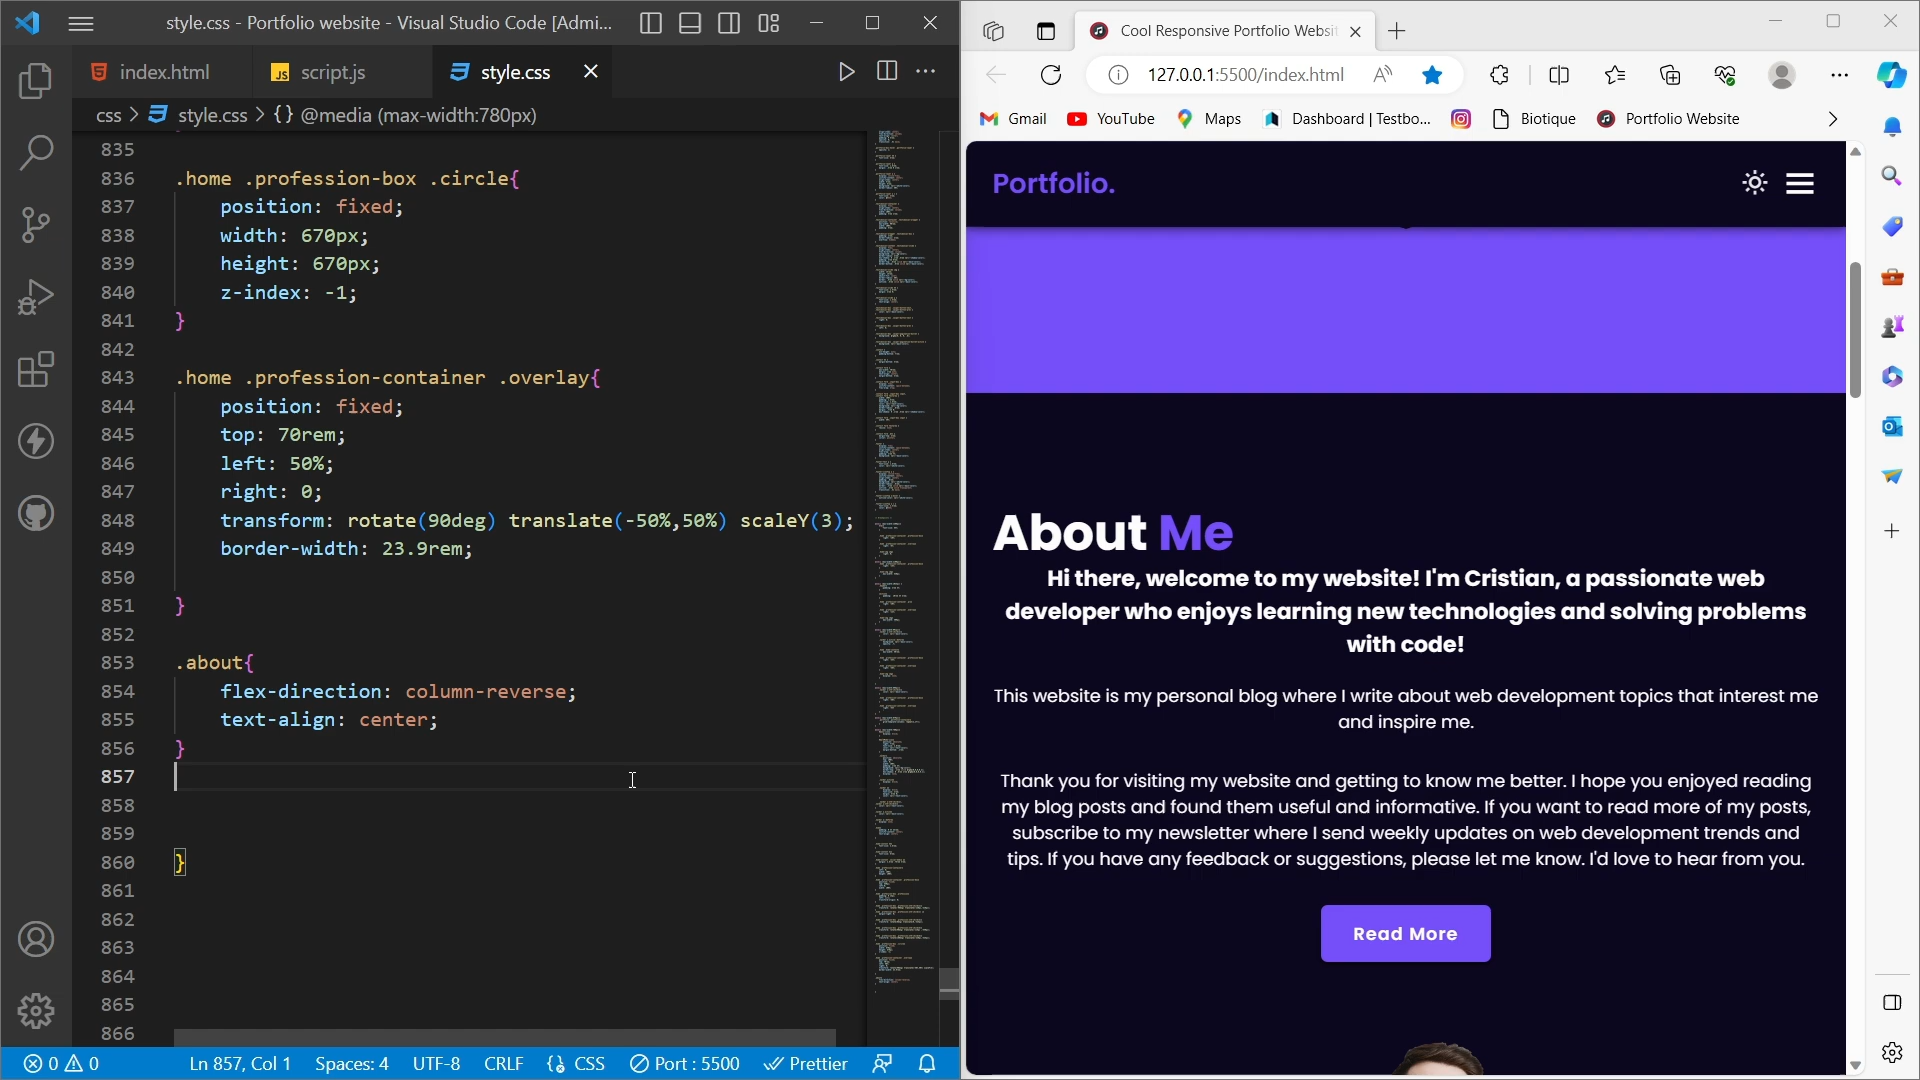 style.css - Portfolio website - Visual Studio Code [Admi...
index.html
JS script.js
style.css
css > style.css > {} @media (max-width:780px)
835
836 .home .profession-box .circle{
837 position: fixed;
838 width: 670px;
839 height: 670px;
840 z-index: -1;
841 }
842
843 .home .profession-container .overlay{
844 position: fixed;
845 top: 70rem;
846 left: 50%;
847 right: 0;
848 transform: rotate(90deg) translate(-50%,50%) scaleY(3);
849 border-width: 23.9rem;
850
851 }
852
853 .about{
854 flex-direction: column-reverse;
855 text-align: center;
856 }
857
858
859
860 }
861
862
863
864
865
866
0 0
Ln 857, Col 1
Spaces: 4
UTF-8
CRLF
{} CSS
Port : 5500
Prettier
Cool Responsive Portfolio Websi
127.0.0.1:5500/index.html
Gmail
YouTube
Maps
Dashboard | Testbo...
Biotique
Portfolio Website
Portfolio.
About Me
Hi there, welcome to my website! I'm Cristian, a passionate web
developer who enjoys learning new technologies and solving problems
with code!
This website is my personal blog where I write about web development topics that interest me
and inspire me.
Thank you for visiting my website and getting to know me better. I hope you enjoyed reading
my blog posts and found them useful and informative. If you want to read more of my posts,
subscribe to my newsletter where I send weekly updates on web development trends and
tips. If you have any feedback or suggestions, please let me know. I'd love to hear from you.
Read More